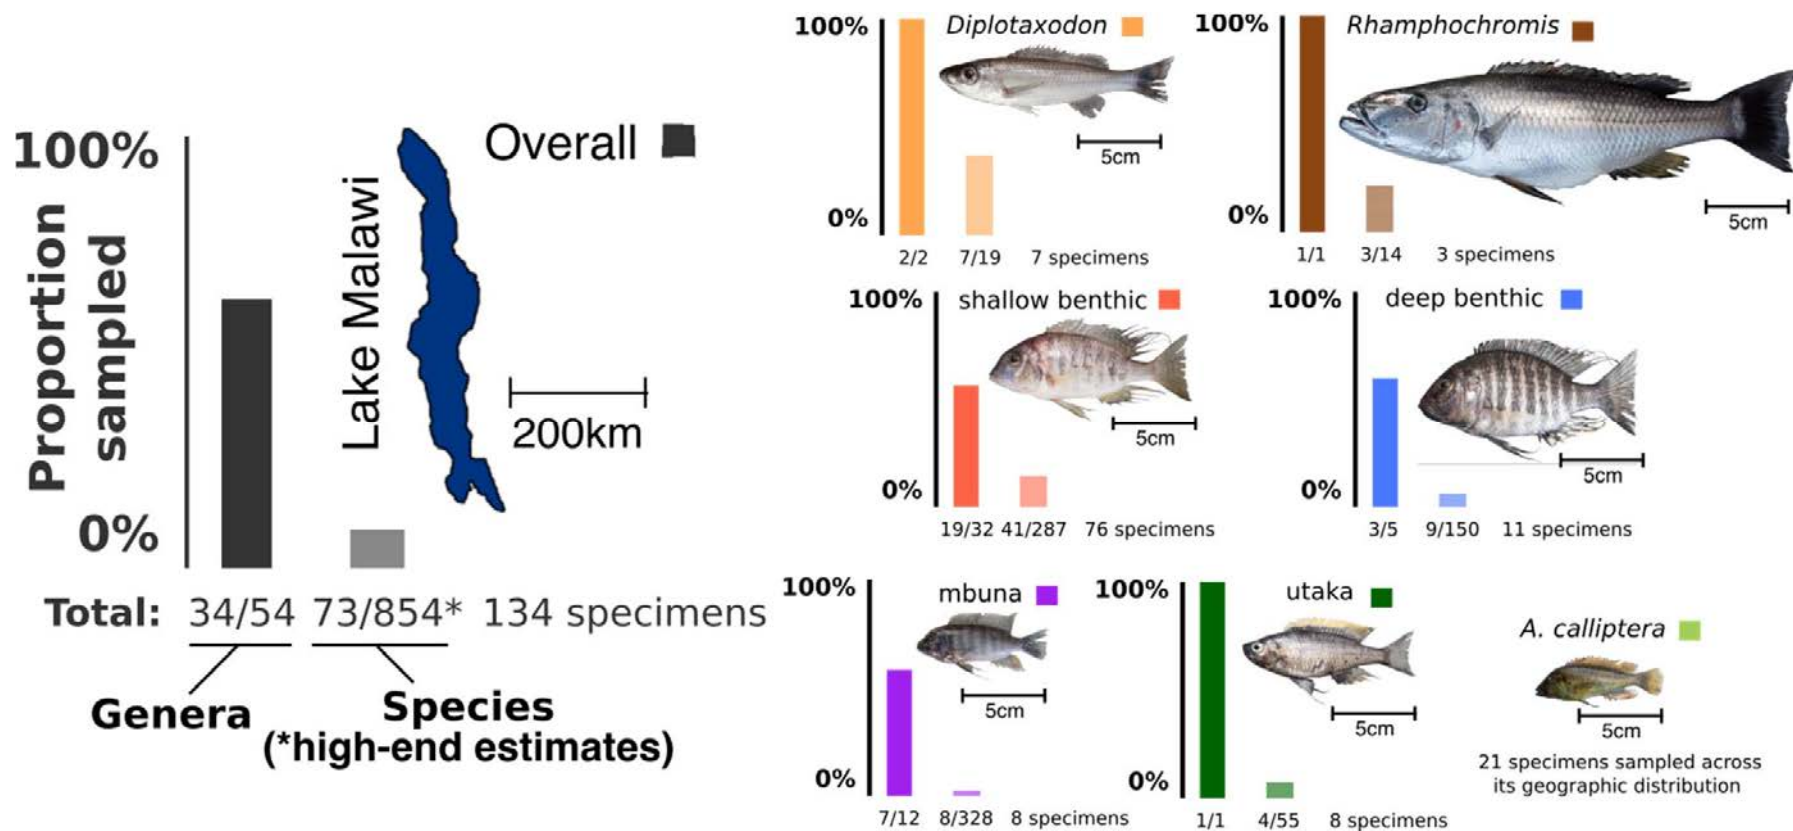 100%
Proportion
sampled
0%
Lake Malawi
Overall
200km
Total: 34/54 73/854* 134 specimens
Genera
Species
(*high-end estimates)
100%
Diplotaxodon
5cm
0%
2/2 7/19 7 specimens
100%
Rhamphochromis
5cm
0%
1/1 3/14 3 specimens
100%
shallow benthic
5cm
0%
19/32 41/287 76 specimens
100%
deep benthic
5cm
0%
3/5 9/150 11 specimens
100%
mbuna
5cm
0%
7/12 8/328 8 specimens
100%
utaka
5cm
0%
1/1 4/55 8 specimens
A. calliptera
5cm
21 specimens sampled across
its geographic distribution